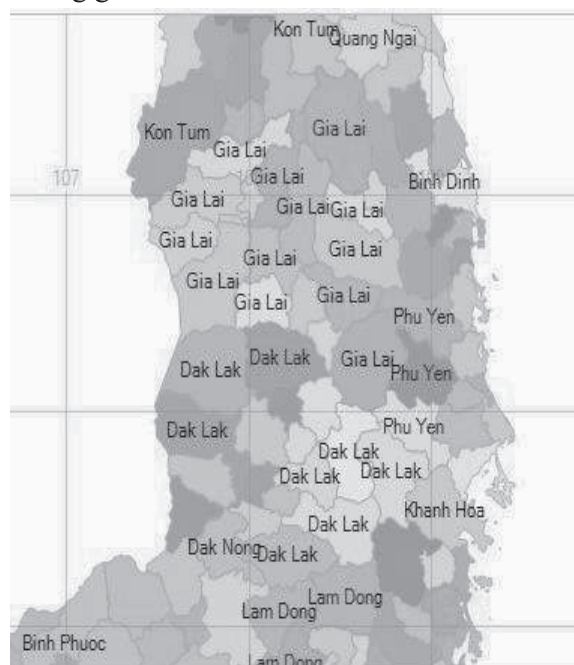 Kon Tum
Quang Ngai
Kon Tum
Gia Lai
Gia Lai
107
Gia Lai
Binh Dinh
Gia Lai
Gia Lai
Gia Lai
Gia Lai
Gia Lai
Gia Lai
Gia Lai
Gia Lai
Gia Lai
Phu Yen
Dak Lak
Gia Lai
Dak Lak
Phu Yen
Phu Yen
Dak Lak
Dak Lak
Dak Lak
Dak Lak
Khanh Hoa
Dak Lak
Dak Nong
Dak Lak
Lam Dong
Lam Dong
Binh Phuoc
Lam Dong